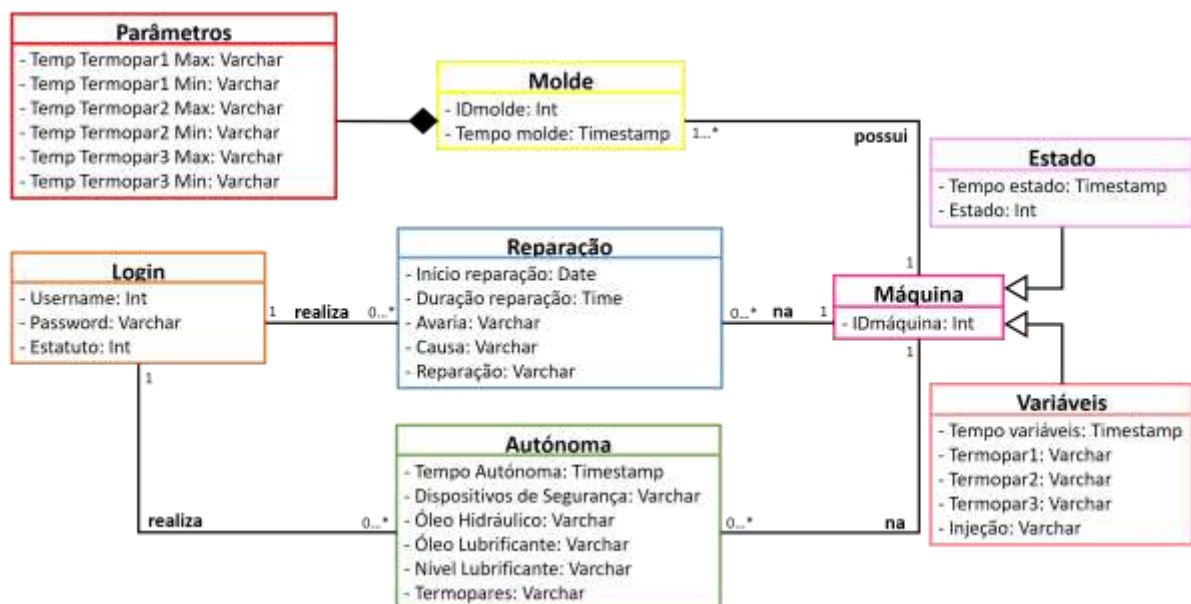 Parâmetros
- Temp Termopar1 Max: Varchar
- Temp Termopar1 Min: Varchar
- Temp Termopar2 Max: Varchar
- Temp Termopar2 Min: Varchar
- Temp Termopar3 Max: Varchar
- Temp Termopar3 Min: Varchar
Molde
- IDmolde: Int
- Tempo molde: Timestamp
1...*
possui
1
Estado
- Tempo estado: Timestamp
- Estado: Int
Login
- Username: Int
- Password: Varchar
- Estatuto: Int
1 realiza 0...*
Reparação
- Início reparação: Date
- Duração reparação: Time
- Avaria: Varchar
- Causa: Varchar
- Reparação: Varchar
0...* na 1
Máquina
- IDmáquina: Int
1
realiza
0...*
Autónoma
- Tempo Autónoma: Timestamp
- Dispositivos de Segurança: Varchar
- Óleo Hidráulico: Varchar
- Óleo Lubrificante: Varchar
- Nível Lubrificante: Varchar
- Termopares: Varchar
0...*
na
1
Variáveis
- Tempo variáveis: Timestamp
- Termopar1: Varchar
- Termopar2: Varchar
- Termopar3: Varchar
- Injeção: Varchar